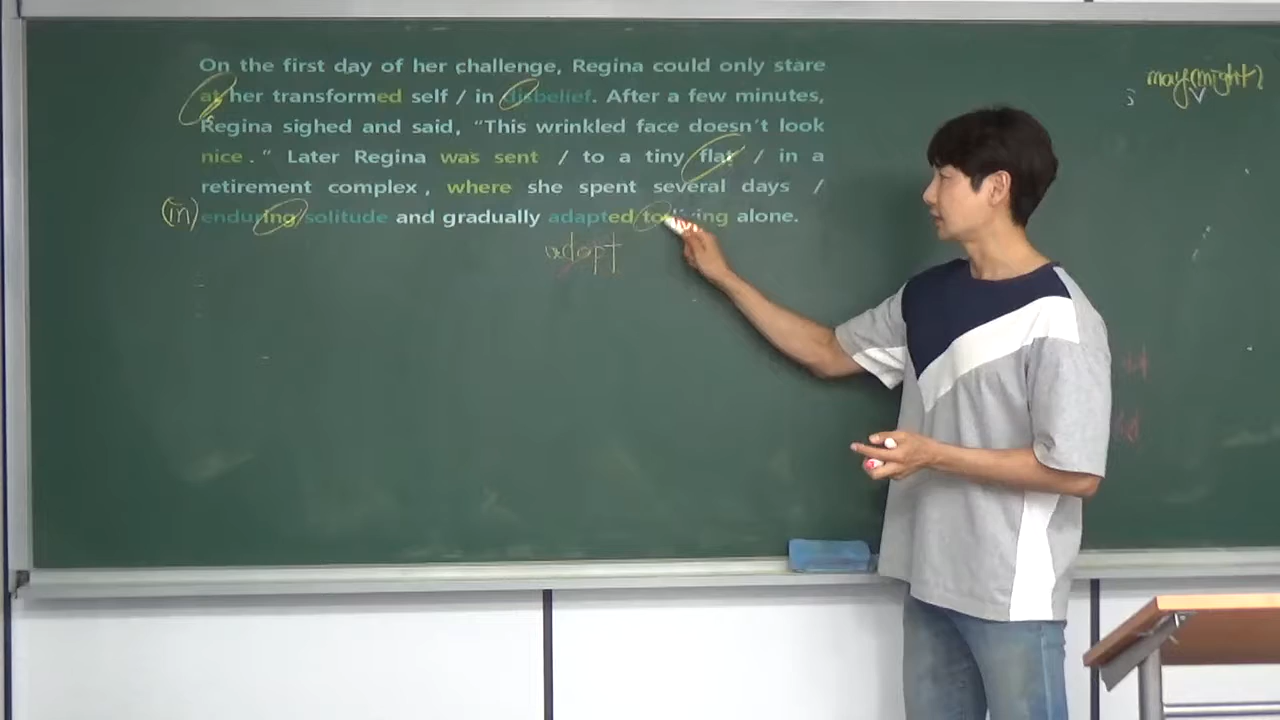 On the first day of her challenge, Regina could only stare
at her transformed self / in disbelief. After a few minutes,
Regina sighed and said, “This wrinkled face doesn't look
nice.” Later Regina was sent / to a tiny flat / in a
retirement complex, where she spent several days /
(in) enduring solitude and gradually adapted to living alone.
adopt
may(might)